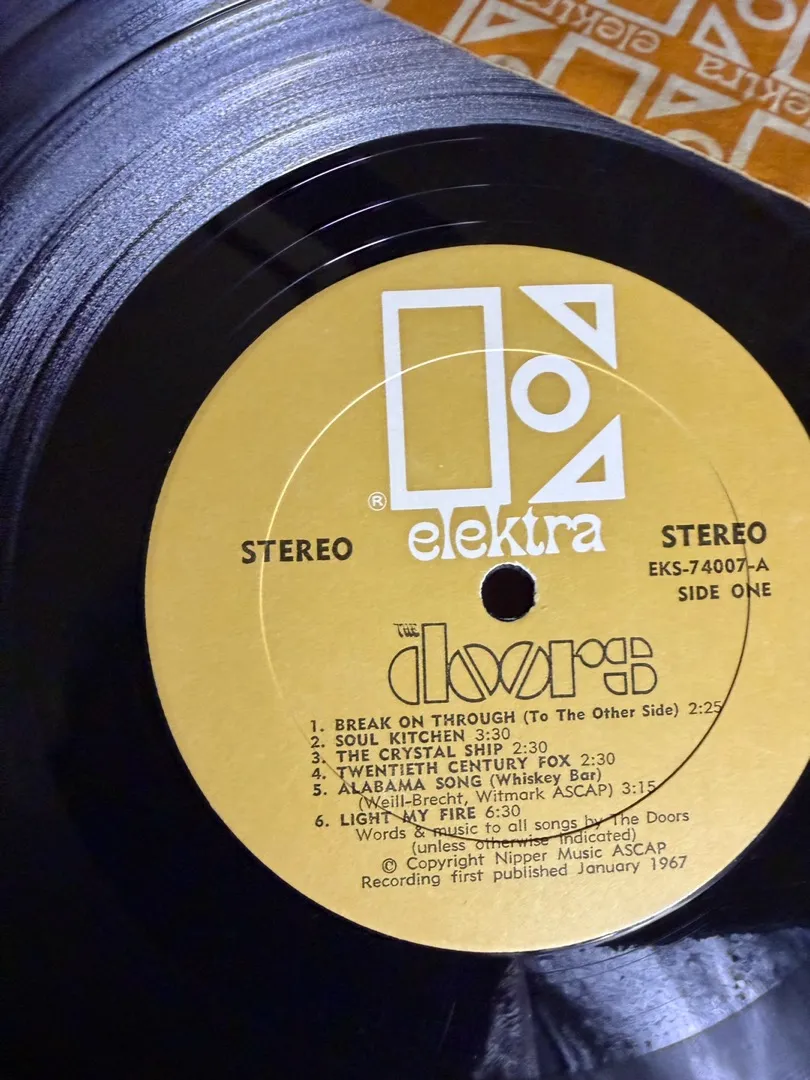 elektra
elektra
elektra
®
elektra
STEREO
STEREO
EKS-74007-A
SIDE ONE
THE
doors
1. BREAK ON THROUGH (To The Other Side) 2:25
2. SOUL KITCHEN 3:30
3. THE CRYSTAL SHIP 2:30
4. TWENTIETH CENTURY FOX 2:30
5. ALABAMA SONG (Whiskey Bar)
(Weill-Brecht, Witmark ASCAP) 3:15
6. LIGHT MY FIRE 6:30
Words & music to all songs by The Doors
(unless otherwise indicated)
© Copyright Nipper Music ASCAP
Recording first published January 1967